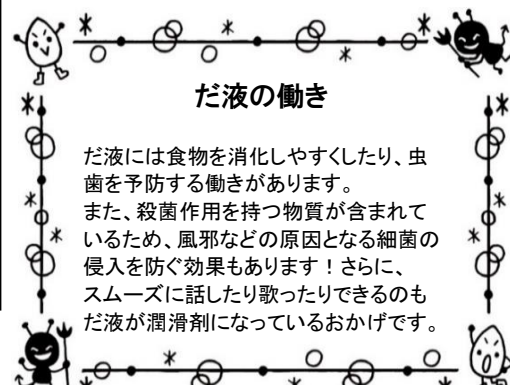 だ液の働き
だ液には食物を消化しやすくしたり、虫
歯を予防する働きがあります。
また、殺菌作用を持つ物質が含まれて
いるため、風邪などの原因となる細菌の
侵入を防ぐ効果もあります！さらに、
スムーズに話したり歌ったりできるのも
だ液が潤滑剤になっているおかげです。